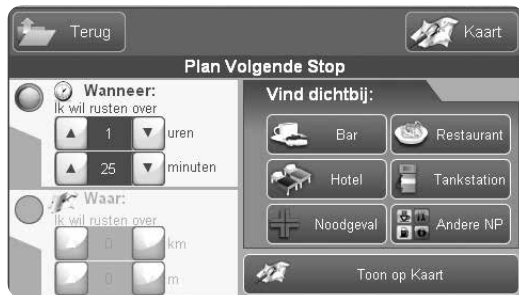 Terug
Kaart
Plan Volgende Stop
Wanneer:
Ik wil rusten over
1 uren
25 minuten
Waar:
Ik wil rusten over
0 km
0 m
Vind dichtbij:
Bar
Restaurant
Hotel
Tankstation
Noodgeval
Andere NP
Toon op Kaart